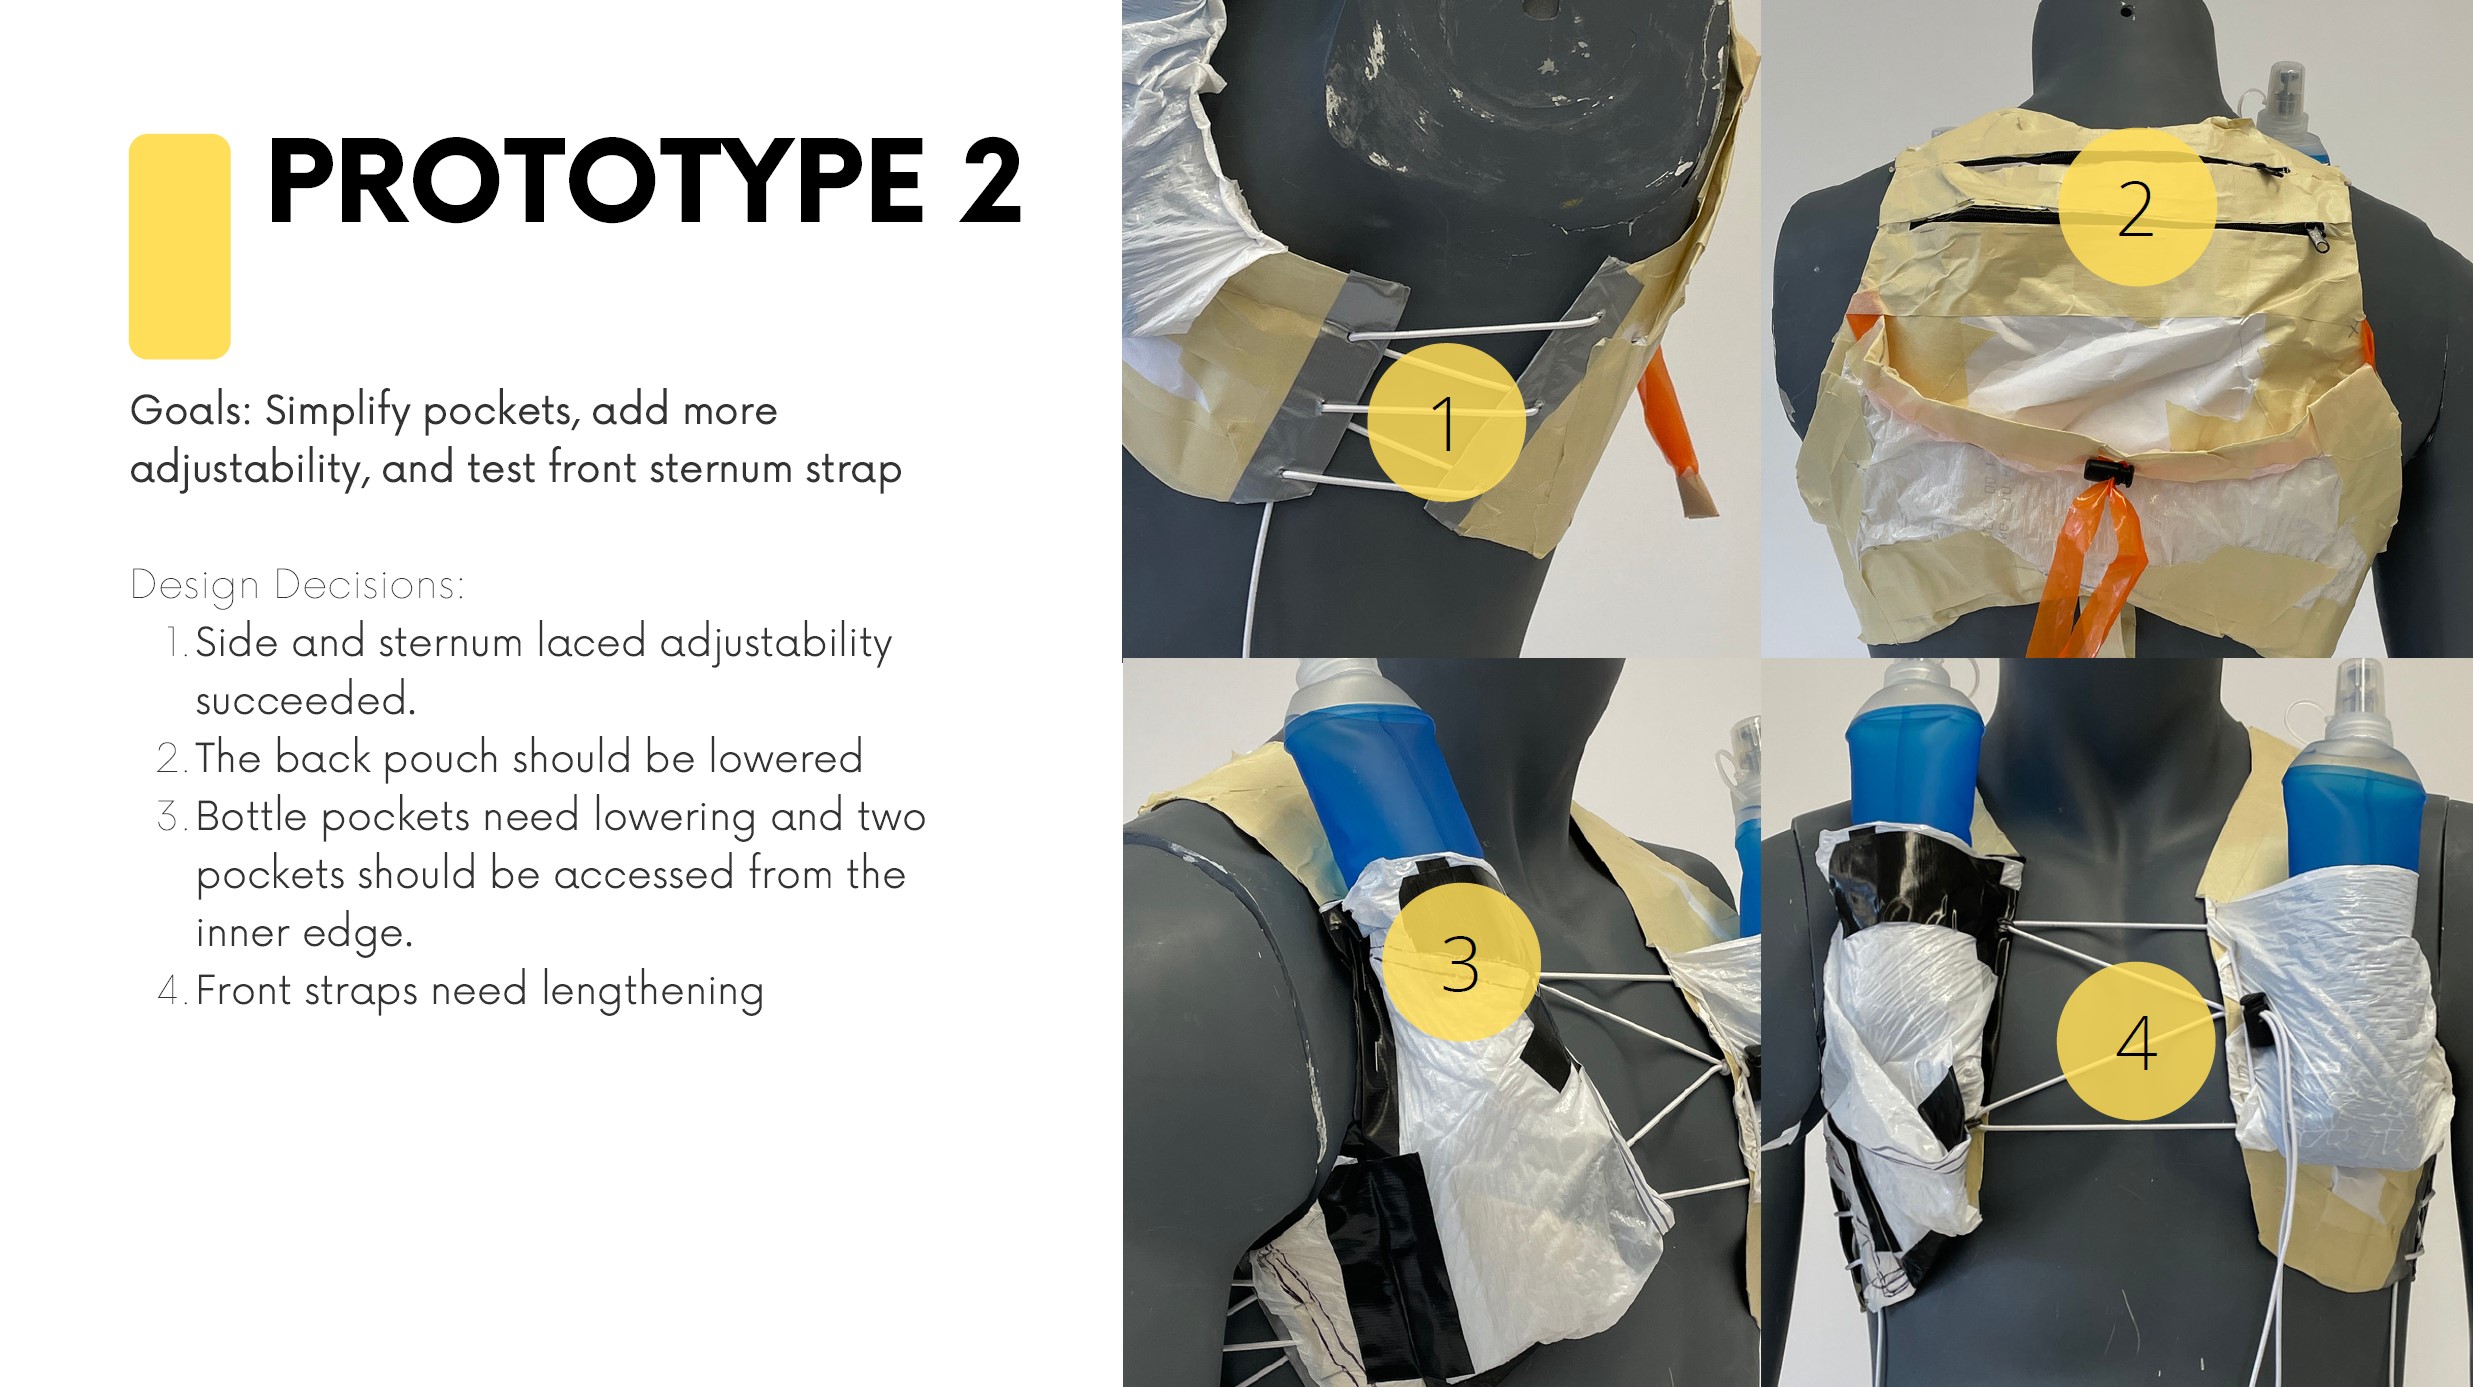 PROTOTYPE 2
Goals: Simplify pockets, add more
adjustability, and test front sternum strap
Design Decisions:
1. Side and sternum laced adjustability
succeeded.
2. The back pouch should be lowered
3. Bottle pockets need lowering and two
pockets should be accessed from the
inner edge.
4. Front straps need lengthening
1
2
3
4